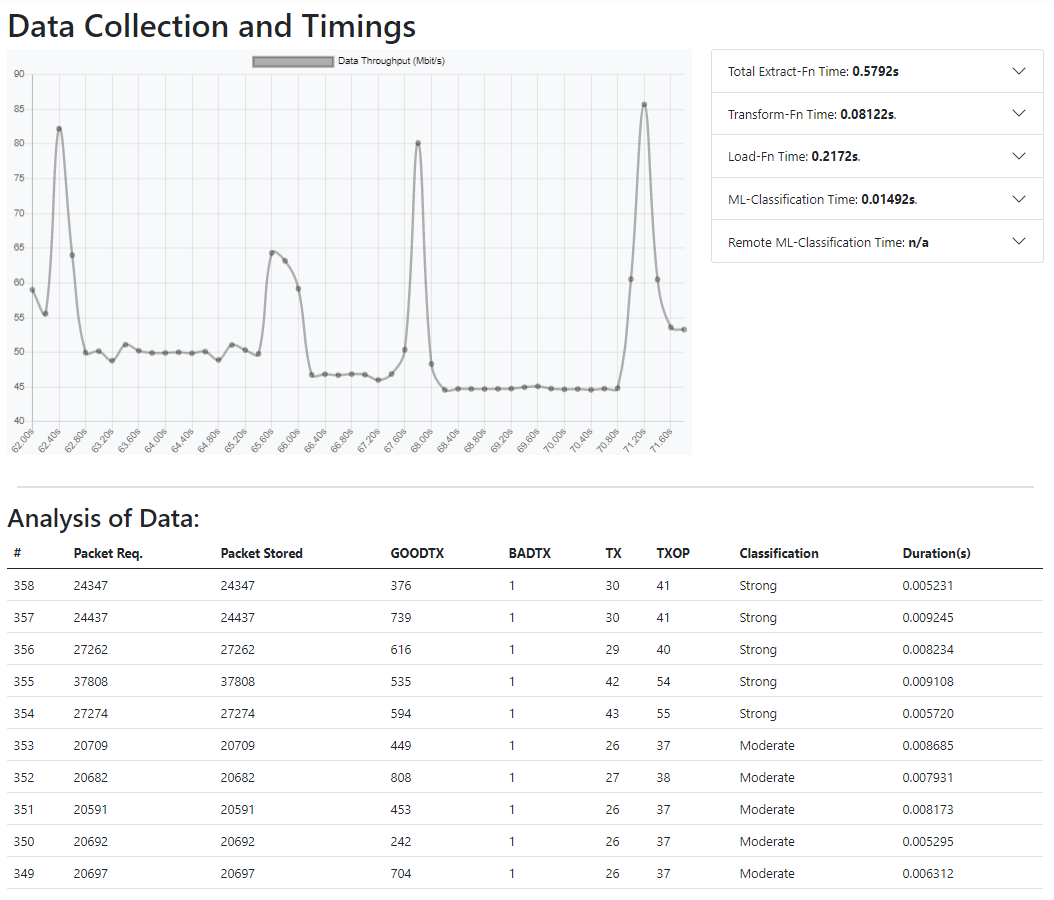 Data Collection and Timings
Data Throughput (Mbit/s)
90
85
80
75
70
65
60
55
50
45
40
62.00s 62.40s 62.80s 63.20s 63.60s 64.00s 64.40s 64.80s 65.20s 65.60s 66.00s 66.40s 66.80s 67.20s 67.60s 68.00s 68.40s 68.80s 69.20s 69.60s 70.00s 70.40s 70.80s 71.20s 71.60s
Total Extract-Fn Time: 0.5792s
Transform-Fn Time: 0.08122s.
Load-Fn Time: 0.2172s.
ML-Classification Time: 0.01492s.
Remote ML-Classification Time: n/a
Analysis of Data:
# Packet Req. Packet Stored GOODTX BADTX TX TXOP Classification Duration(s)
358 24347 24347 376 1 30 41 Strong 0.005231
357 24437 24437 739 1 30 41 Strong 0.009245
356 27262 27262 616 1 29 40 Strong 0.008234
355 37808 37808 535 1 42 54 Strong 0.009108
354 27274 27274 594 1 43 55 Strong 0.005720
353 20709 20709 449 1 26 37 Moderate 0.008685
352 20682 20682 808 1 27 38 Moderate 0.007931
351 20591 20591 453 1 26 37 Moderate 0.008173
350 20692 20692 242 1 26 37 Moderate 0.005295
349 20697 20697 704 1 26 37 Moderate 0.006312